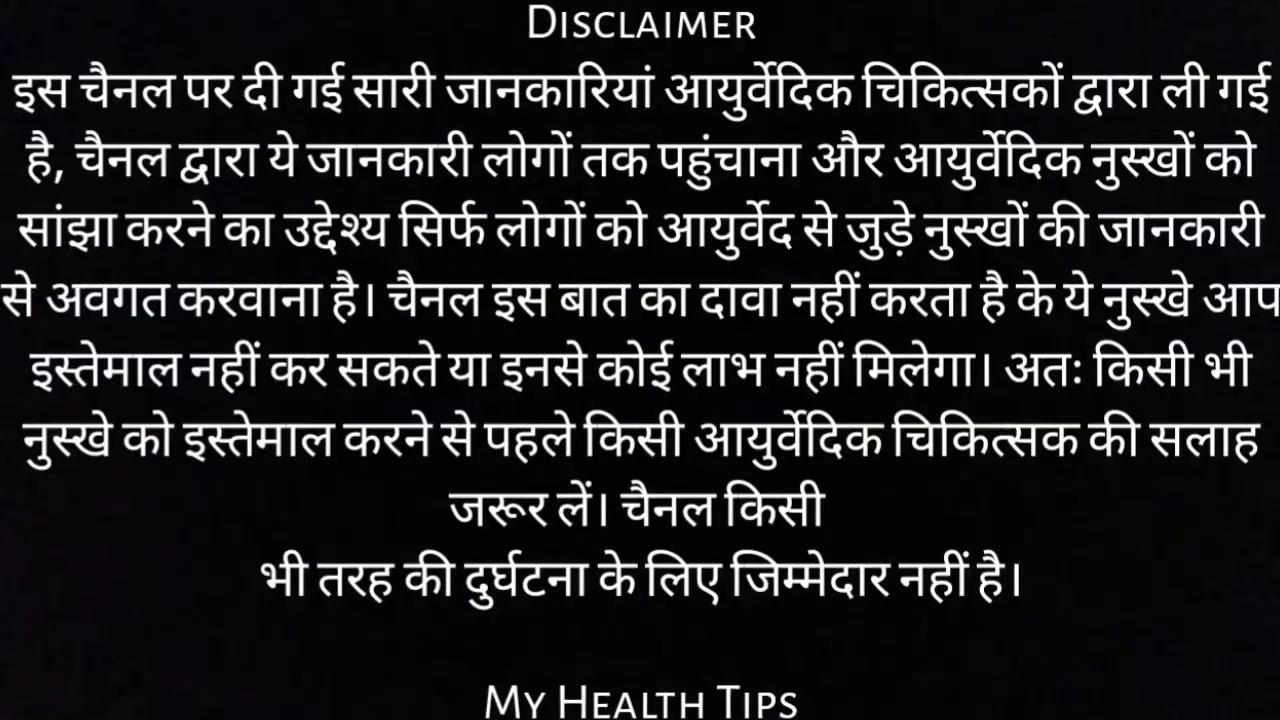 Disclaimer
इस चैनल पर दी गई सारी जानकारियां आयुर्वेदिक चिकित्सकों द्वारा ली गई
है, चैनल द्वारा ये जानकारी लोगों तक पहुंचाना और आयुर्वेदिक नुस्खों को
सांझा करने का उद्देश्य सिर्फ लोगों को आयुर्वेद से जुड़े नुस्खों की जानकारी
से अवगत करवाना है। चैनल इस बात का दावा नहीं करता है के ये नुस्खे आप
इस्तेमाल नहीं कर सकते या इनसे कोई लाभ नहीं मिलेगा। अतः किसी भी
नुस्खे को इस्तेमाल करने से पहले किसी आयुर्वेदिक चिकित्सक की सलाह
जरूर लें। चैनल किसी
भी तरह की दुर्घटना के लिए जिम्मेदार नहीं है।
My Health Tips